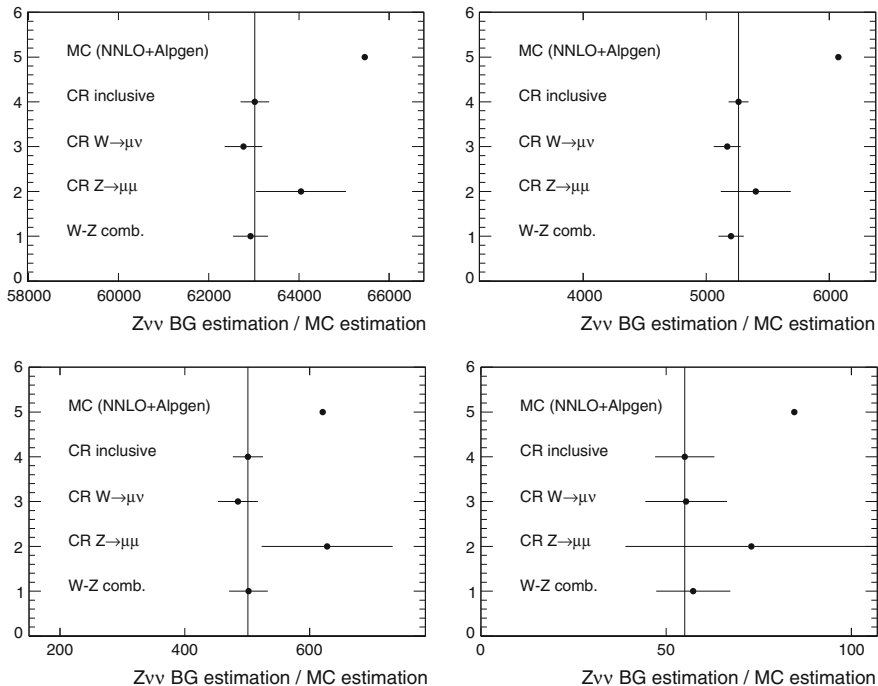 6
MC (NNLO+Alpgen)
5
CR inclusive
4
CR W→μν
3
CR Z→μμ
2
W-Z comb.
1
0
58000 60000 62000 64000 66000
Zνν BG estimation / MC estimation
6
MC (NNLO+Alpgen)
5
CR inclusive
4
CR W→μν
3
CR Z→μμ
2
W-Z comb.
1
0
4000 5000 6000
Zνν BG estimation / MC estimation
6
MC (NNLO+Alpgen)
5
CR inclusive
4
CR W→μν
3
CR Z→μμ
2
W-Z comb.
1
0
200 400 600
Zνν BG estimation / MC estimation
6
MC (NNLO+Alpgen)
5
CR inclusive
4
CR W→μν
3
CR Z→μμ
2
W-Z comb.
1
0
0 50 100
Zνν BG estimation / MC estimation